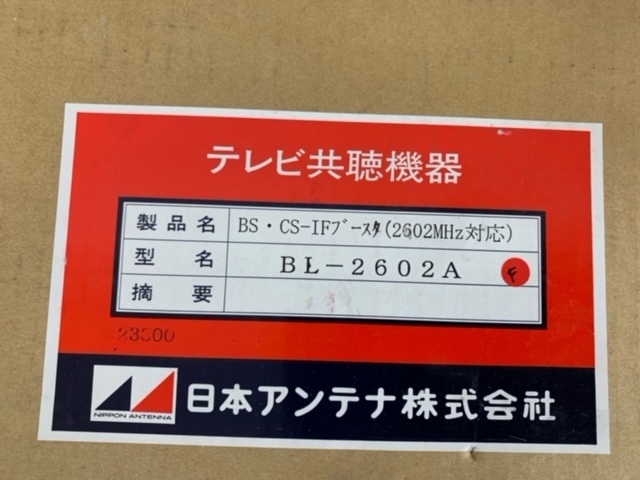 テレビ共聴機器
製品名 BS・CS-IFブースタ(2602MHz対応)
型名 BL-2602A
摘要
NIPPON ANTENNA 日本アンテナ株式会社